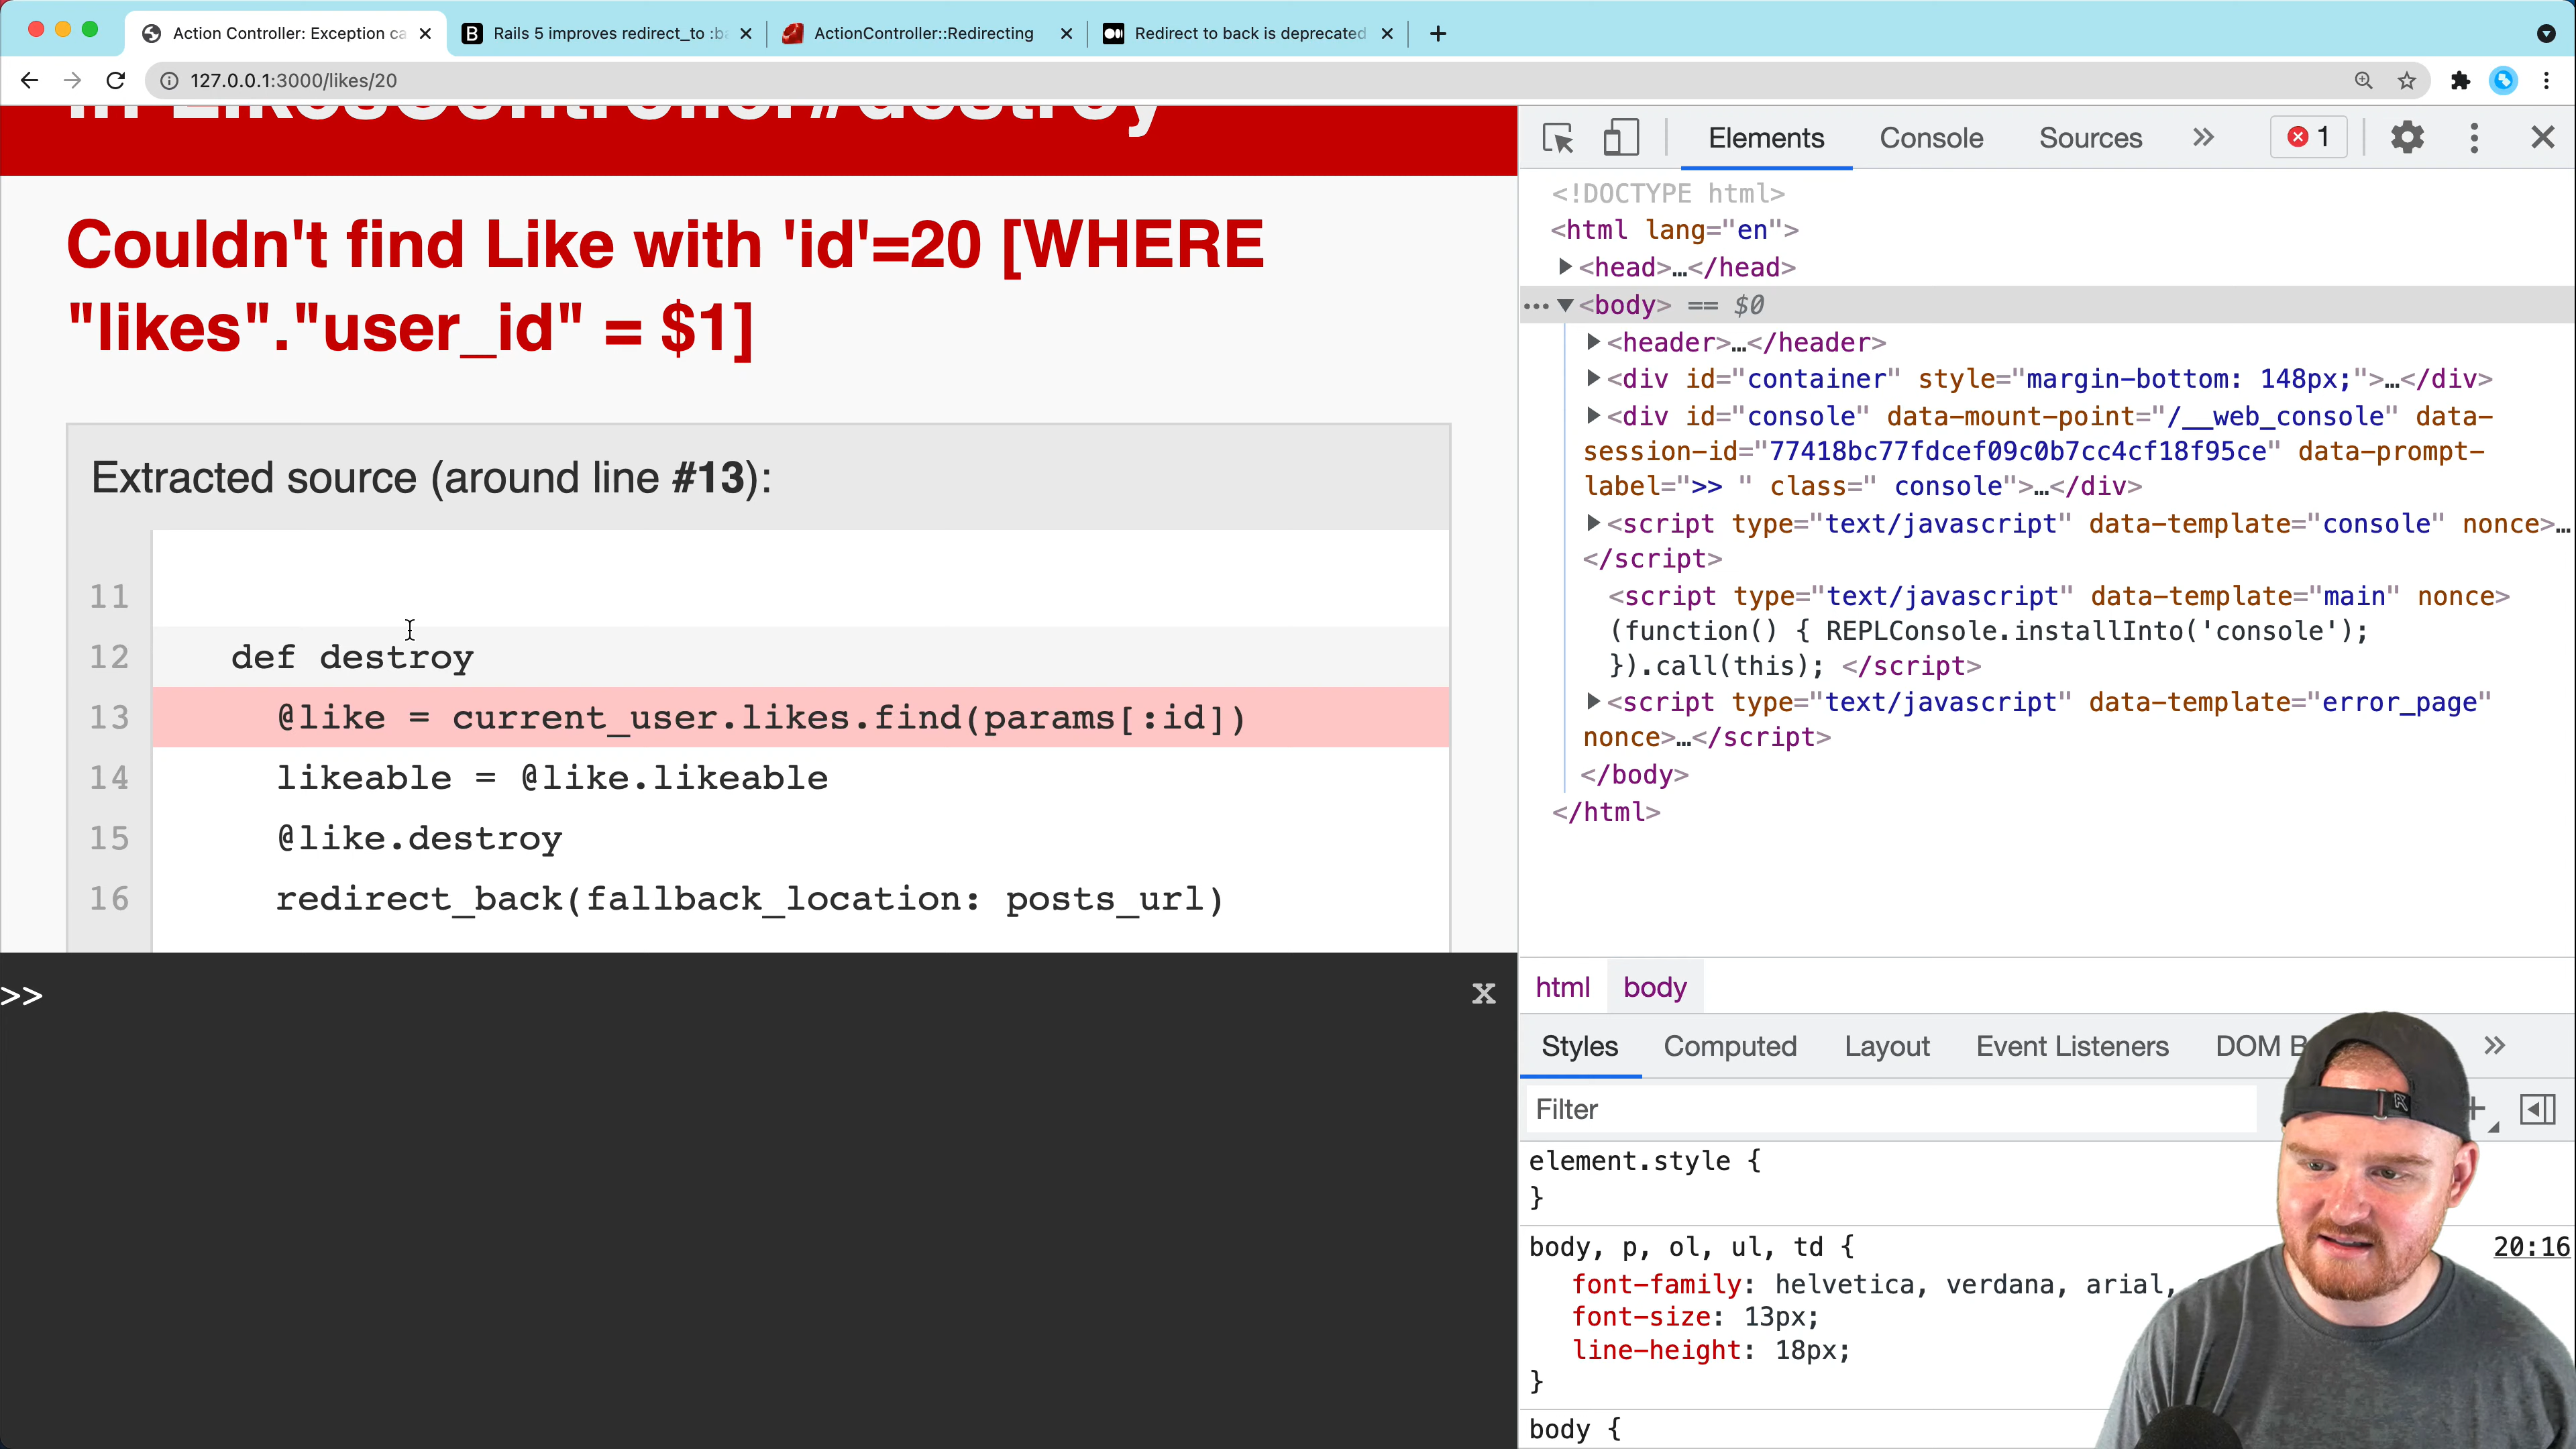 Action Controller: Exception ca
Rails 5 improves redirect_to :ba
ActionController::Redirecting
Redirect to back is deprecated
127.0.0.1:3000/likes/20
in LikesController#destroy
Couldn't find Like with 'id'=20 [WHERE
"likes"."user_id" = $1]
Extracted source (around line #13):
11
12 def destroy
13 @like = current_user.likes.find(params[:id])
14 likeable = @like.likeable
15 @like.destroy
16 redirect_back(fallback_location: posts_url)
>>
x
Elements Console Sources » 1
<!DOCTYPE html>
<html lang="en">
<head>…</head>
<body> == $0
<header>…</header>
<div id="container" style="margin-bottom: 148px;">…</div>
<div id="console" data-mount-point="/__web_console" data-
session-id="77418bc77fdcef09c0b7cc4cf18f95ce" data-prompt-
label=">> " class=" console">…</div>
<script type="text/javascript" data-template="console" nonce>…
</script>
<script type="text/javascript" data-template="main" nonce>
(function() { REPLConsole.installInto('console');
}).call(this); </script>
<script type="text/javascript" data-template="error_page"
nonce>…</script>
</body>
</html>
html body
Styles Computed Layout Event Listeners DOM B »
Filter
element.style {
}
body, p, ol, ul, td { 20:16
font-family: helvetica, verdana, arial,
font-size: 13px;
line-height: 18px;
}
body {